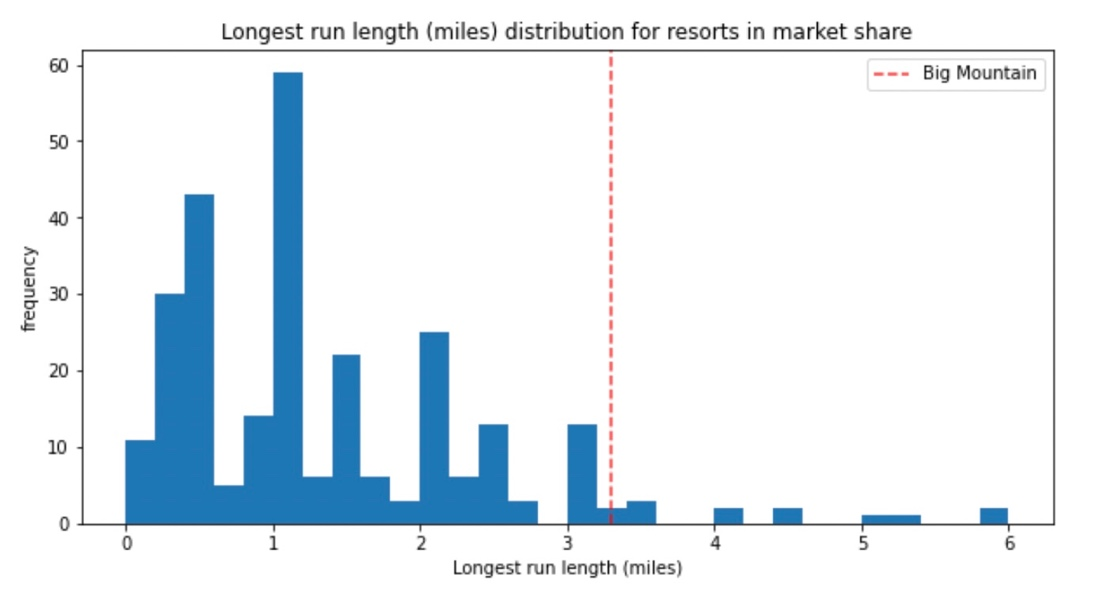 Longest run length (miles) distribution for resorts in market share
Big Mountain
60
50
40
30
20
10
0
frequency
0 1 2 3 4 5 6
Longest run length (miles)